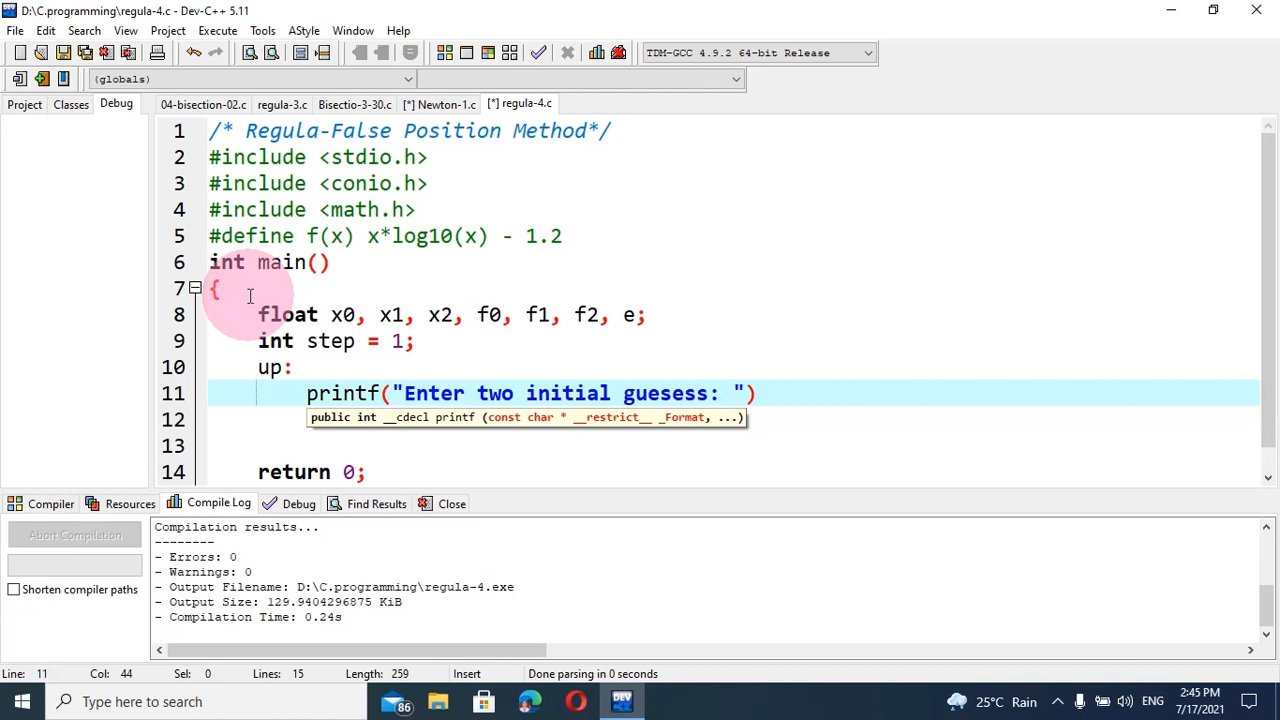 D:\C.programming\regula-4.c - Dev-C++ 5.11
File Edit Search View Project Execute Tools AStyle Window Help
TDM-GCC 4.9.2 64-bit Release
(globals)
Project Classes Debug 04-bisection-02.c regula-3.c Bisectio-3-30.c [*] Newton-1.c [*] regula-4.c
1 /* Regula-False Position Method*/
2 #include <stdio.h>
3 #include <conio.h>
4 #include <math.h>
5 #define f(x) x*log10(x) - 1.2
6 int main()
7 {
8 float x0, x1, x2, f0, f1, f2, e;
9 int step = 1;
10 up:
11 printf("Enter two initial guesess: ")
public int __cdecl printf (const char * __restrict__ _Format, ...)
12
13
14 return 0;
Compiler Resources Compile Log Debug Find Results Close
Abort Compilation
Shorten compiler paths
Compilation results...
--------
- Errors: 0
- Warnings: 0
- Output Filename: D:\C.programming\regula-4.exe
- Output Size: 129.9404296875 KiB
- Compilation Time: 0.24s
Line: 11 Col: 44 Sel: 0 Lines: 15 Length: 259 Insert Done parsing in 0 seconds
Type here to search
86
DEV
25°C Rain
ENG
2:45 PM
7/17/2021